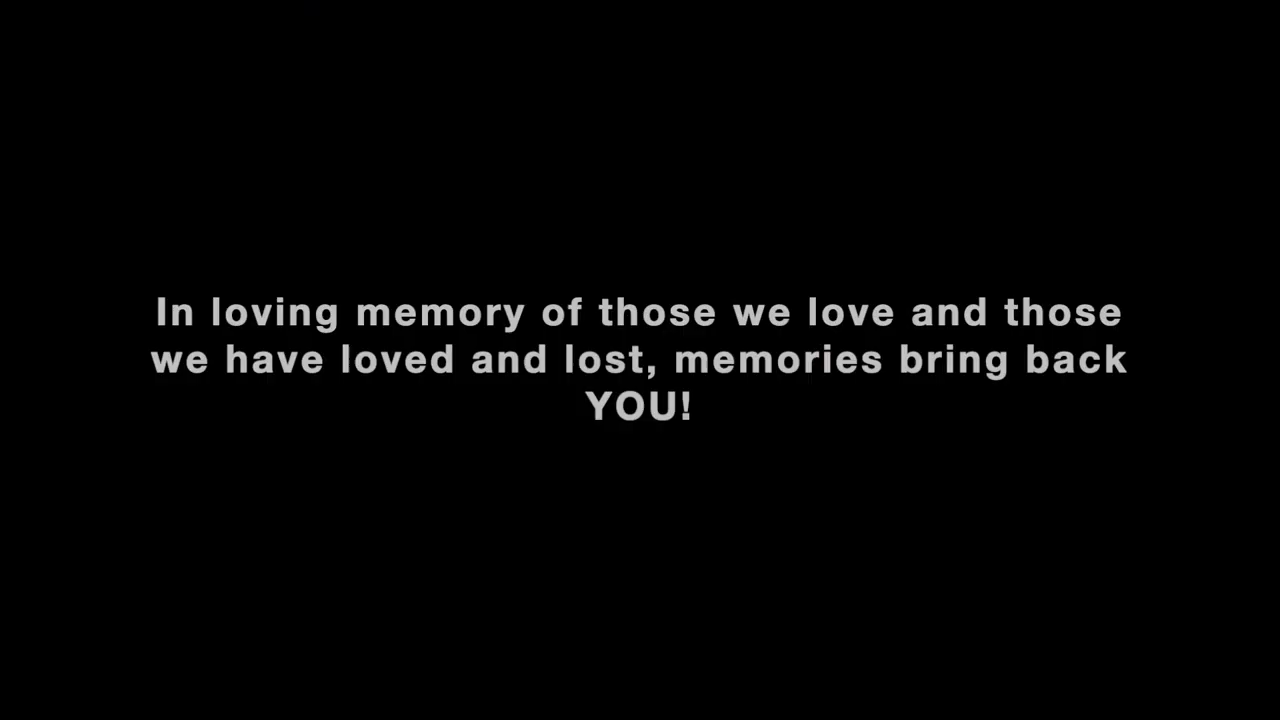 In loving memory of those we love and those
we have loved and lost, memories bring back
YOU!